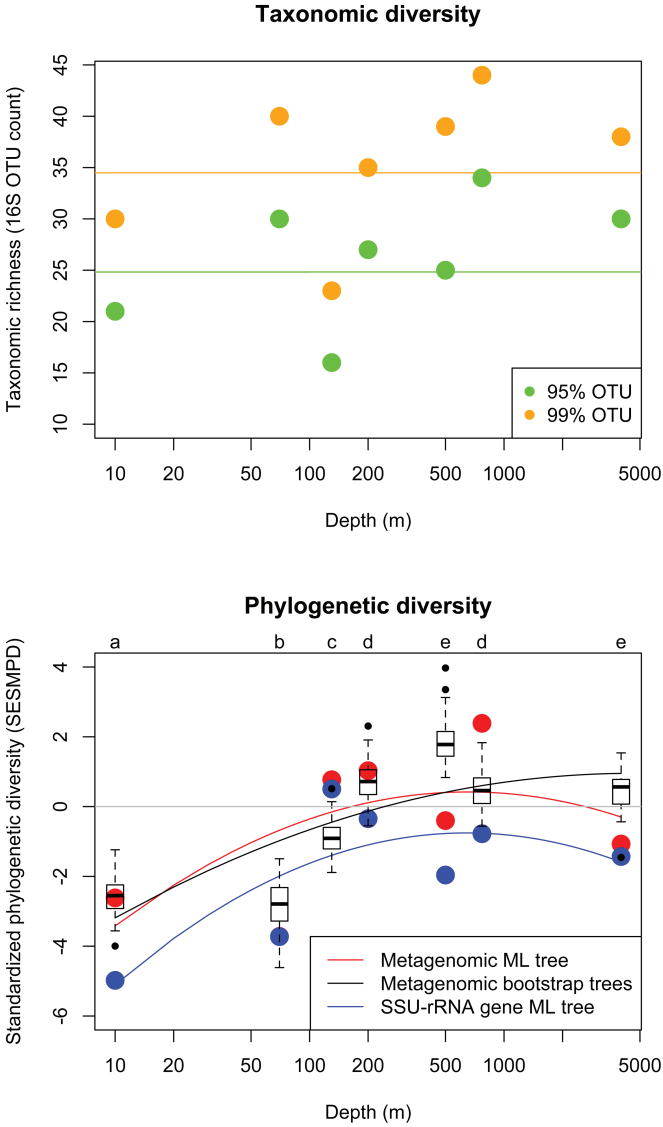 Taxonomic diversity
Taxonomic richness (16S OTU count)
45
40
35
30
25
20
15
10
95% OTU
99% OTU
10 20 50 100 200 500 1000 5000
Depth (m)
Phylogenetic diversity
a b c d e d e
Standardized phylogenetic diversity (SESMPD)
4
2
0
-2
-4
-6
Metagenomic ML tree
Metagenomic bootstrap trees
SSU-rRNA gene ML tree
10 20 50 100 200 500 1000 5000
Depth (m)